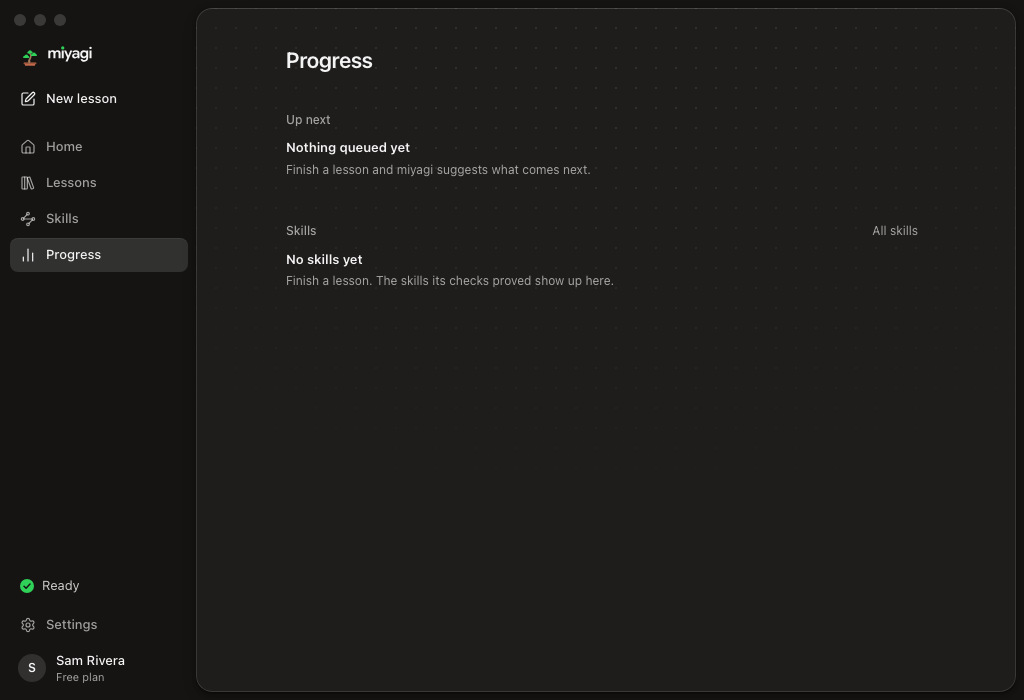 miyagi
New lesson
Home
Lessons
Skills
Progress
Ready
Settings
S
Sam Rivera
Free plan
Progress
Up next
Nothing queued yet
Finish a lesson and miyagi suggests what comes next.
Skills
All skills
No skills yet
Finish a lesson. The skills its checks proved show up here.